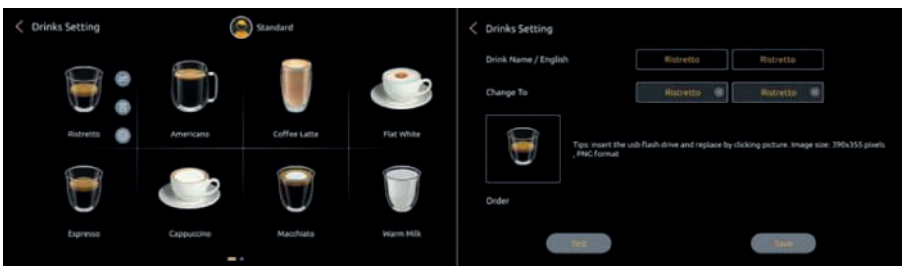 Drinks Setting
Standard
Ristretto
Americano
Coffee Latte
Flat White
Espresso
Cappuccino
Macchiato
Warm Milk
Drinks Setting
Drink Name / English
Ristretto
Ristretto
Change To
Ristretto
Ristretto
Tips: insert the usb flash drive and replace by clicking picture. Image size: 390x355 pixels
, PNG format
Order
Test
Save